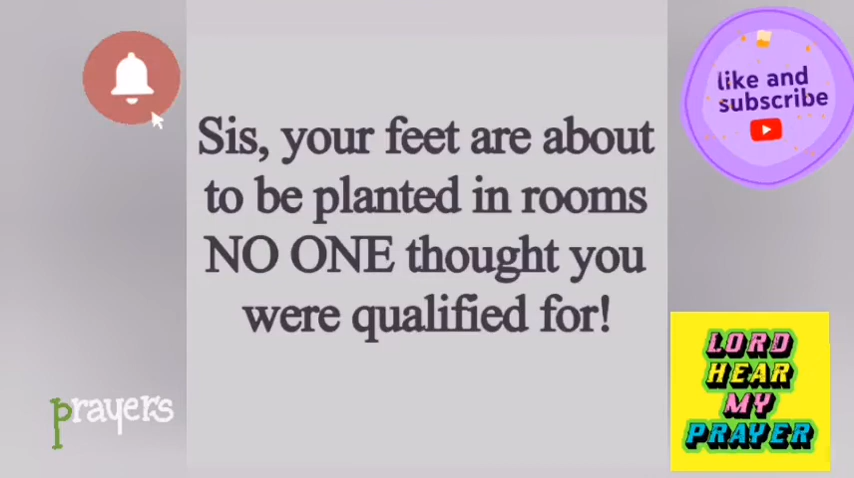 Sis, your feet are about
to be planted in rooms
NO ONE thought you
were qualified for!
like and
subscribe
prayers
LORD
HEAR
MY
PRAYER